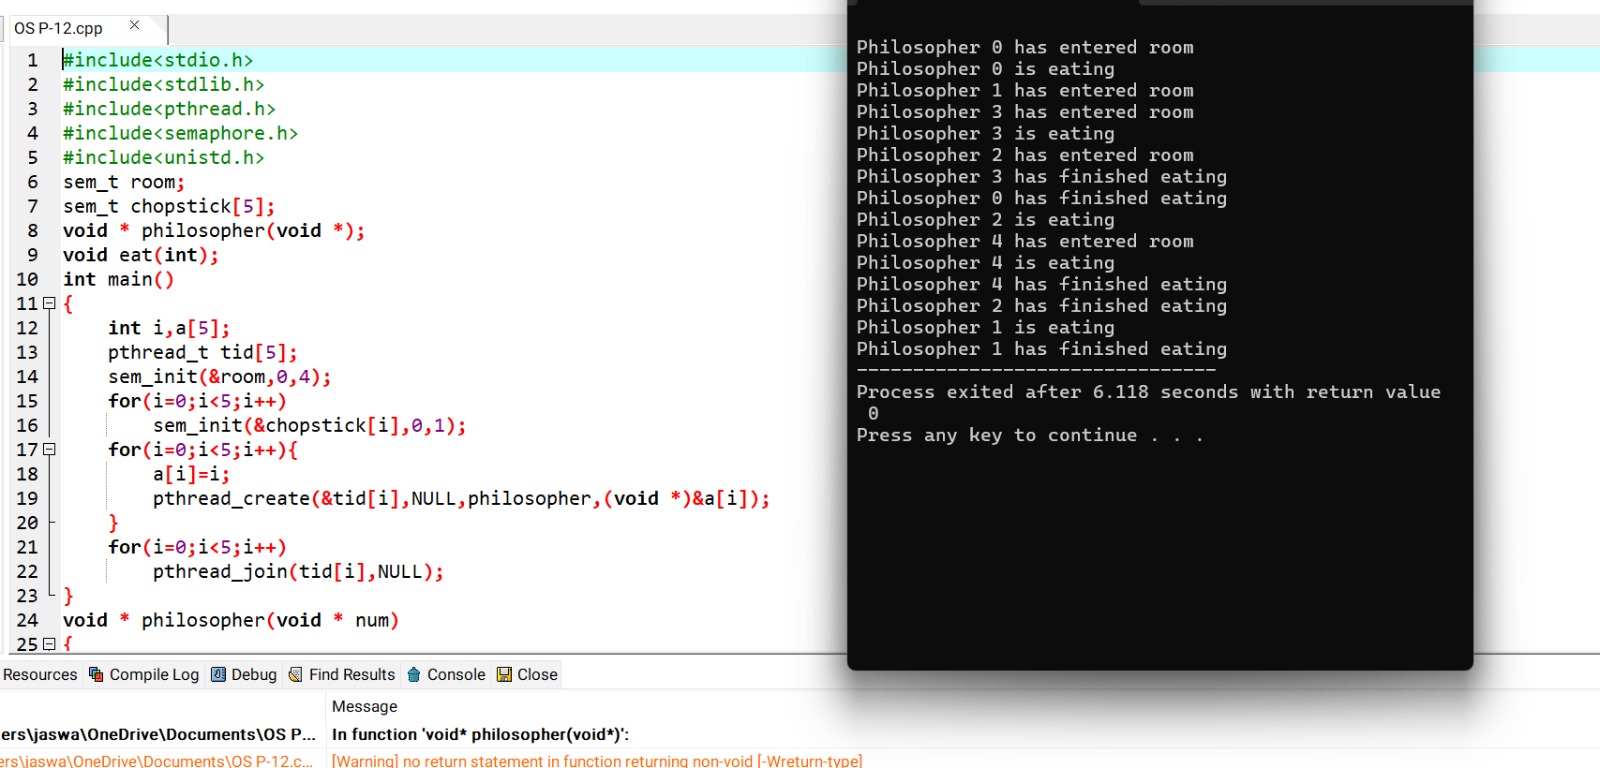 OS P-12.cpp
1 #include<stdio.h>
2 #include<stdlib.h>
3 #include<pthread.h>
4 #include<semaphore.h>
5 #include<unistd.h>
6 sem_t room;
7 sem_t chopstick[5];
8 void * philosopher(void *);
9 void eat(int);
10 int main()
11 {
12 int i,a[5];
13 pthread_t tid[5];
14 sem_init(&room,0,4);
15 for(i=0;i<5;i++)
16 sem_init(&chopstick[i],0,1);
17 for(i=0;i<5;i++){
18 a[i]=i;
19 pthread_create(&tid[i],NULL,philosopher,(void *)&a[i]);
20 }
21 for(i=0;i<5;i++)
22 pthread_join(tid[i],NULL);
23 }
24 void * philosopher(void * num)
25 {
Philosopher 0 has entered room
Philosopher 0 is eating
Philosopher 1 has entered room
Philosopher 3 has entered room
Philosopher 3 is eating
Philosopher 2 has entered room
Philosopher 3 has finished eating
Philosopher 0 has finished eating
Philosopher 2 is eating
Philosopher 4 has entered room
Philosopher 4 is eating
Philosopher 4 has finished eating
Philosopher 2 has finished eating
Philosopher 1 is eating
Philosopher 1 has finished eating
--------------------------------
Process exited after 6.118 seconds with return value
0
Press any key to continue . . .
Resources Compile Log Debug Find Results Console Close
Message
ers\jaswa\OneDrive\Documents\OS P... In function 'void* philosopher(void*)':
ers\jaswa\OneDrive\Documents\OS P-12.c... [Warning] no return statement in function returning non-void [-Wreturn-type]